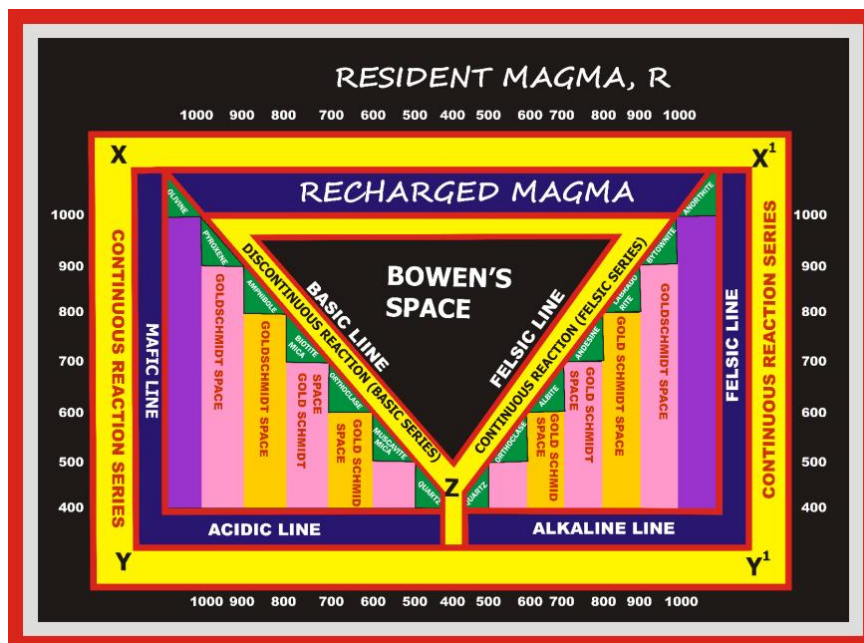 RESIDENT MAGMA, R
1000 900 800 700 600 500 400 500 600 700 800 900 1000
X
X¹
RECHARGED MAGMA
OLIVINE
ANORTHITE
1000
1000
PYROXENE
BYTOWNITE
900
900
AMPHIBOLE
LABRADO
RITE
800
800
BIOTITE
MICA
ANDESINE
700
700
ORTHOCLASE
ALBITE
600
600
MUSCAVITE
MICA
ORTHOCLASE
500
500
QUARTZ
QUARTZ
400
400
CONTINUOUS REACTION SERIES
MAFIC LINE
GOLDSCHMIDT SPACE
GOLDSCHMIDT SPACE
SPACE
GOLD SCHMIDT
SPACE
GOLD SCHMID
DISCONTINUOUS REACTION (BASIC SERIES)
BASIC LIINE
BOWEN'S
SPACE
FELSIC LINE
CONTINUOUS REACTION (FELSIC SERIES)
Z
SPACE
GOLD SCHMID
SPACE
GOLD SCHMIDT
GOLD SCHMIDT SPACE
GOLDSCHMIDT SPACE
FELSIC LINE
CONTINUOUS REACTION SERIES
ACIDIC LINE
ALKALINE LINE
Y
Y¹
1000 900 800 700 600 500 400 500 600 700 800 900 1000